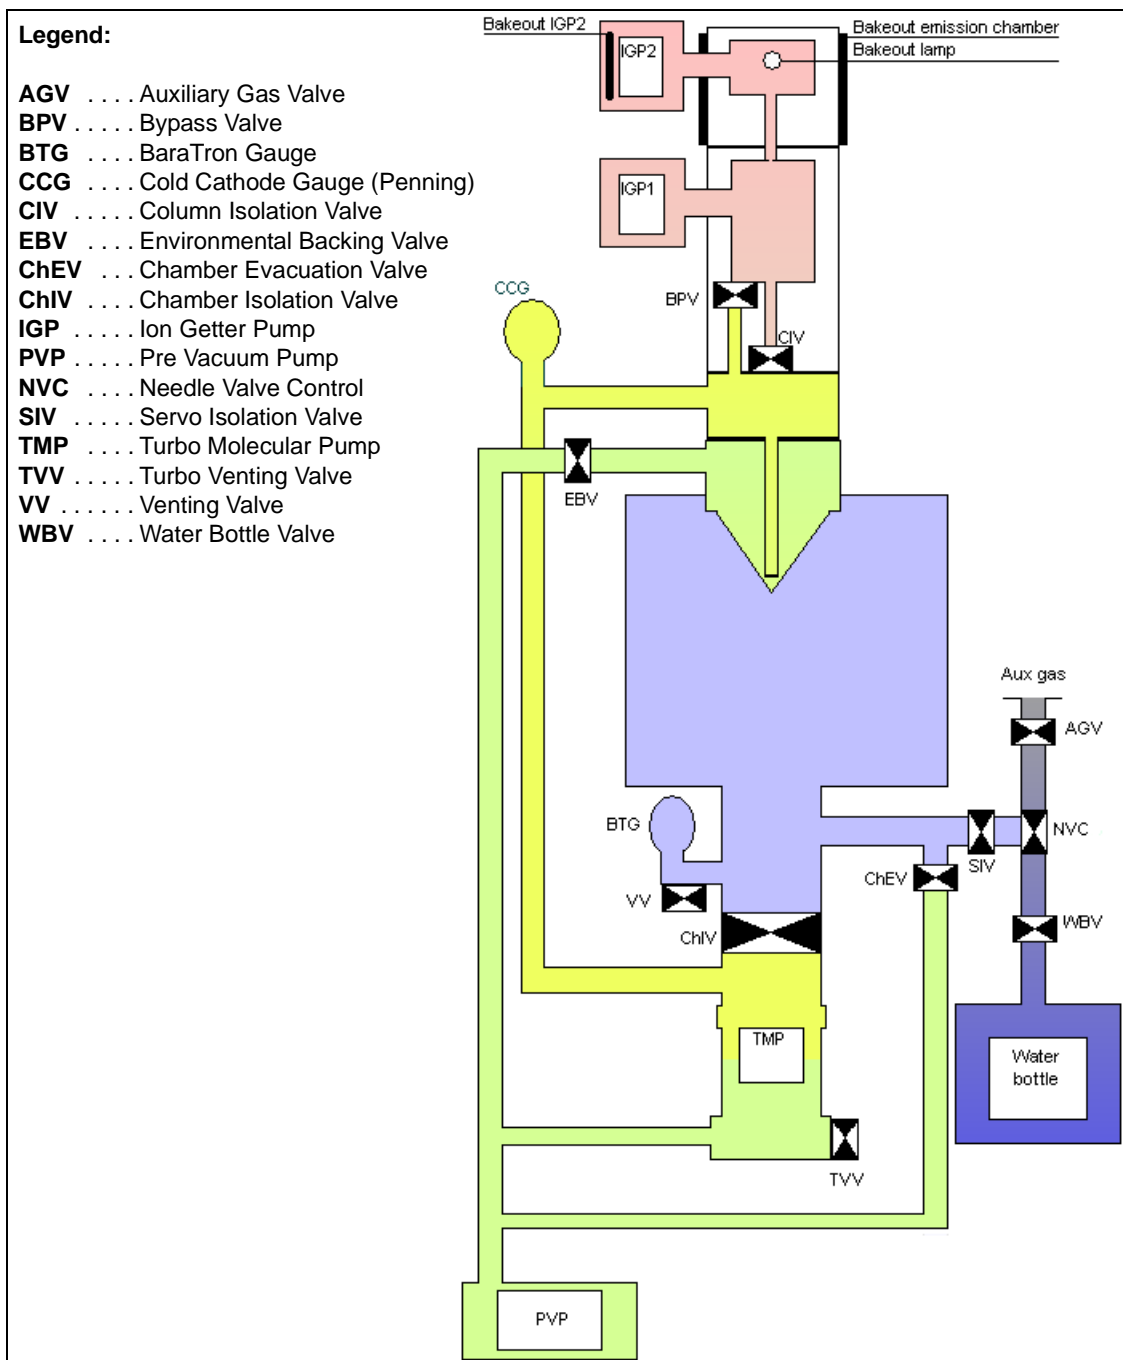 Legend:
AGV . . . . Auxiliary Gas Valve
BPV . . . . . Bypass Valve
BTG . . . . BaraTron Gauge
CCG . . . . Cold Cathode Gauge (Penning)
CIV . . . . . Column Isolation Valve
EBV . . . . Environmental Backing Valve
ChEV . . . Chamber Evacuation Valve
ChIV . . . . Chamber Isolation Valve
IGP . . . . . Ion Getter Pump
PVP . . . . . Pre Vacuum Pump
NVC . . . . Needle Valve Control
SIV . . . . . Servo Isolation Valve
TMP . . . . Turbo Molecular Pump
TVV . . . . . Turbo Venting Valve
VV . . . . . . Venting Valve
WBV . . . . Water Bottle Valve
Bakeout IGP2
Bakeout emission chamber
Bakeout lamp
IGP2
IGP1
CCG
BPV
CIV
EBV
Aux gas
AGV
BTG
NVC
SIV
ChEV
VV
WBV
ChIV
TMP
Water
bottle
TVV
PVP